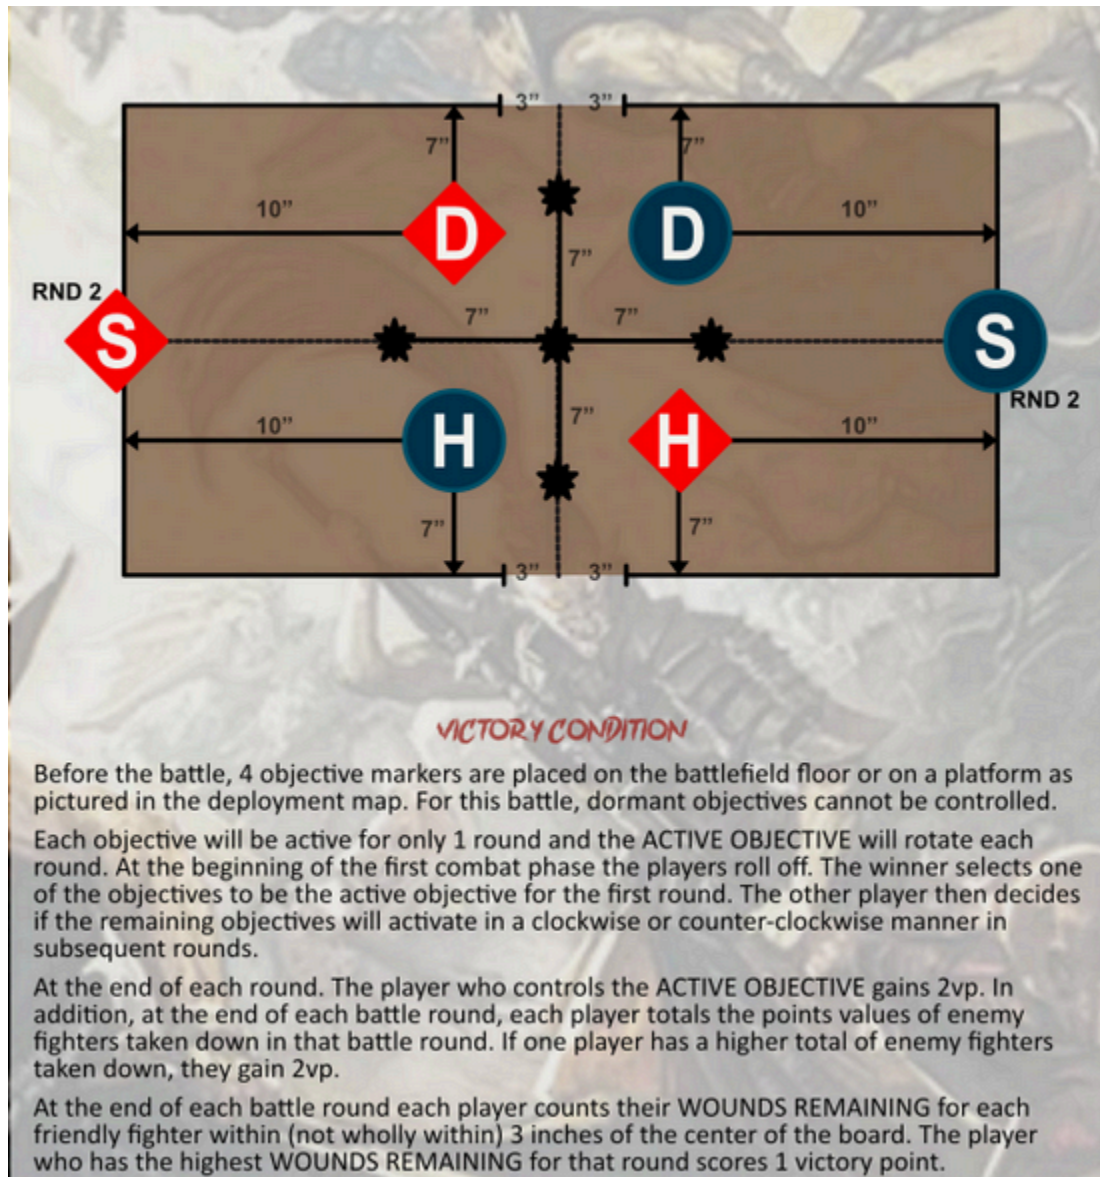 3” 3”
7” 7”
10” D D 10”
7”
RND 2
7” 7”
S S
RND 2
7”
10” H H 10”
7” 7”
3” 3”
VICTORY CONDITION
Before the battle, 4 objective markers are placed on the battlefield floor or on a platform as
pictured in the deployment map. For this battle, dormant objectives cannot be controlled.
Each objective will be active for only 1 round and the ACTIVE OBJECTIVE will rotate each
round. At the beginning of the first combat phase the players roll off. The winner selects one
of the objectives to be the active objective for the first round. The other player then decides
if the remaining objectives will activate in a clockwise or counter-clockwise manner in
subsequent rounds.
At the end of each round. The player who controls the ACTIVE OBJECTIVE gains 2vp. In
addition, at the end of each battle round, each player totals the points values of enemy
fighters taken down in that battle round. If one player has a higher total of enemy fighters
taken down, they gain 2vp.
At the end of each battle round each player counts their WOUNDS REMAINING for each
friendly fighter within (not wholly within) 3 inches of the center of the board. The player
who has the highest WOUNDS REMAINING for that round scores 1 victory point.